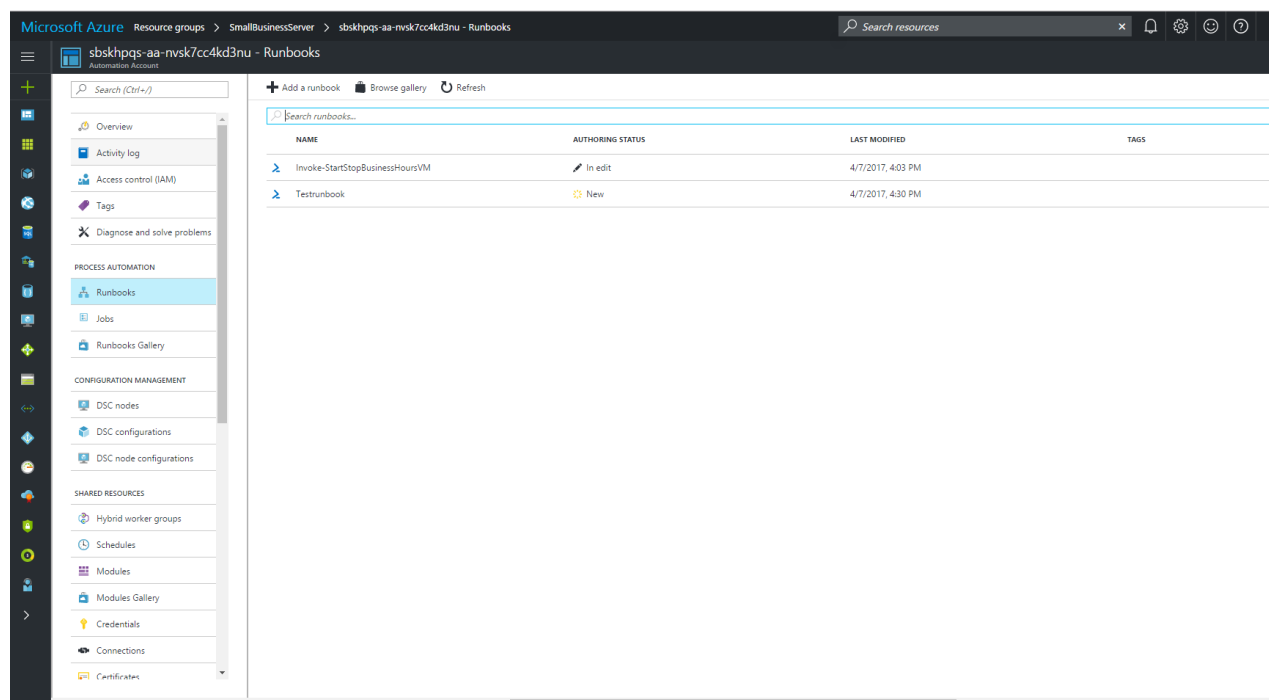 Microsoft Azure Resource groups > SmallBusinessServer > sbskhpqs-aa-nvsk7cc4kd3nu - Runbooks
Search resources
sbskhpqs-aa-nvsk7cc4kd3nu - Runbooks
Automation Account
Search (Ctrl+/)
Overview
Activity log
Access control (IAM)
Tags
Diagnose and solve problems
PROCESS AUTOMATION
Runbooks
Jobs
Runbooks Gallery
CONFIGURATION MANAGEMENT
DSC nodes
DSC configurations
DSC node configurations
SHARED RESOURCES
Hybrid worker groups
Schedules
Modules
Modules Gallery
Credentials
Connections
Certificates
Add a runbook Browse gallery Refresh
Search runbooks...
NAME AUTHORING STATUS LAST MODIFIED TAGS
Invoke-StartStopBusinessHoursVM In edit 4/7/2017, 4:03 PM
Testrunbook New 4/7/2017, 4:30 PM